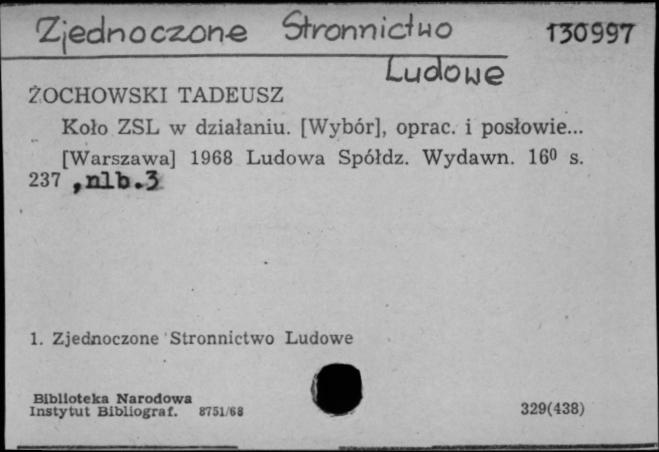 Zjednoczone Stronnictwo 130997
Ludowe
ŻOCHOWSKI TADEUSZ
Koło ZSL w działaniu. [Wybór], oprac. i posłowie...
[Warszawa] 1968 Ludowa Spółdz. Wydawn. 16⁰ s.
237 , nlb. 3
1. Zjednoczone Stronnictwo Ludowe
Biblioteka Narodowa
Instytut Bibliograf. 8751/68 329(438)